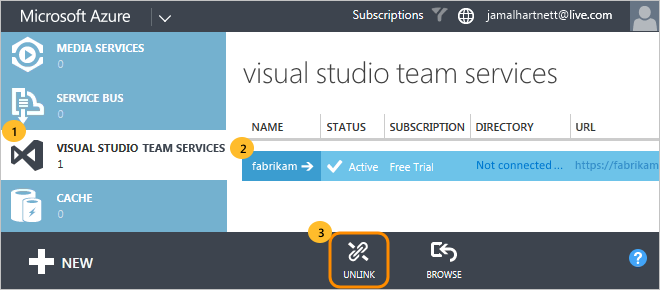 Microsoft Azure
Subscriptions
jamalhartnett@live.com
MEDIA SERVICES
0
SERVICE BUS
0
1
VISUAL STUDIO TEAM SERVICES
1
CACHE
0
visual studio team services
NAME STATUS SUBSCRIPTION DIRECTORY URL
2
fabrikam Active Free Trial Not connected ... https://fabrikam
3
NEW
UNLINK
BROWSE
?